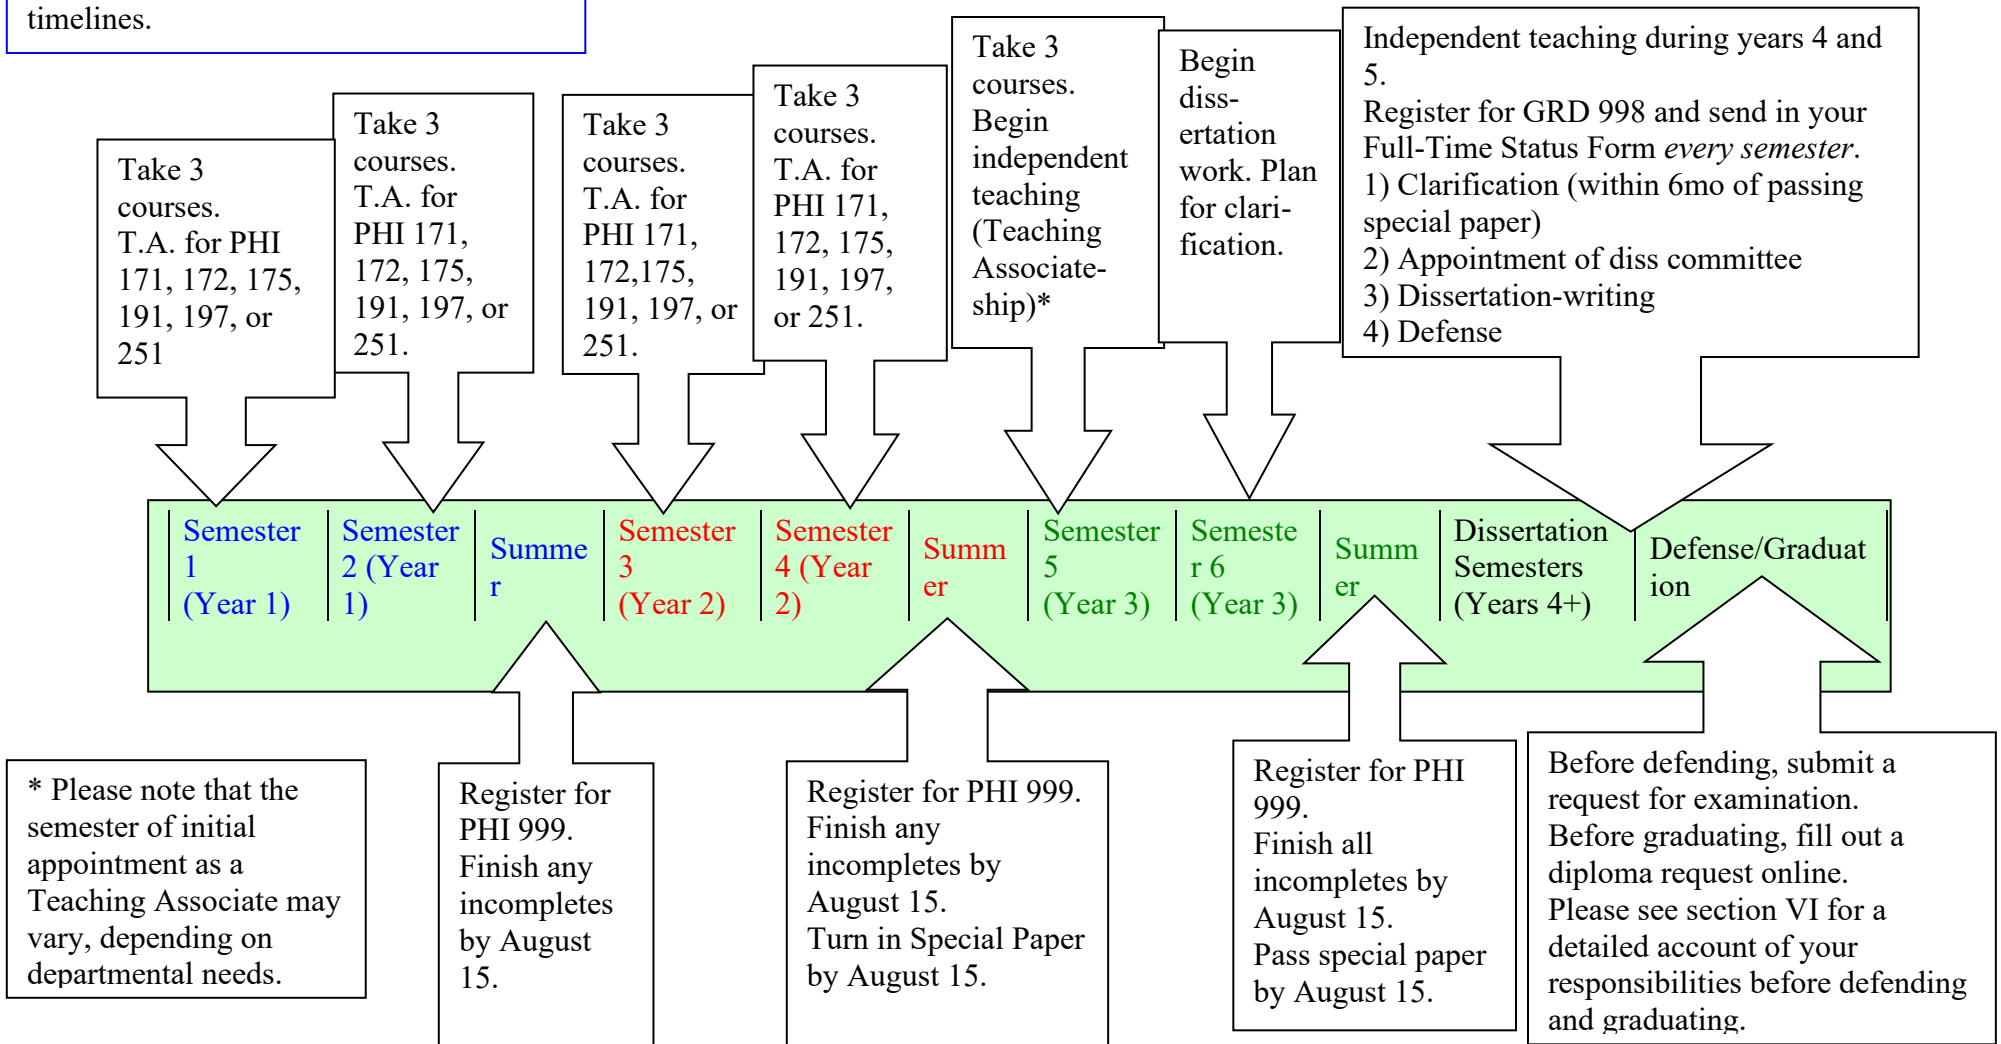 timelines.
Take 3
courses.
T.A. for PHI
171, 172, 175,
191, 197, or
251
Take 3
courses.
T.A. for
PHI 171,
172, 175,
191, 197, or
251.
Take 3
courses.
T.A. for
PHI 171,
172,175,
191, 197, or
251.
Take 3
courses.
T.A. for
PHI 171,
172, 175,
191, 197,
or 251.
Take 3
courses.
Begin
independent
teaching
(Teaching
Associate-
ship)*
Begin
diss-
ertation
work. Plan
for clari-
fication.
Independent teaching during years 4 and
5.
Register for GRD 998 and send in your
Full-Time Status Form every semester.
1) Clarification (within 6mo of passing
special paper)
2) Appointment of diss committee
3) Dissertation-writing
4) Defense
Semester
1
(Year 1)
Semester
2 (Year
1)
Summe
r
Semester
3
(Year 2)
Semester
4 (Year
2)
Summ
er
Semester
5
(Year 3)
Semeste
r 6
(Year 3)
Summ
er
Dissertation
Semesters
(Years 4+)
Defense/Graduat
ion
* Please note that the
semester of initial
appointment as a
Teaching Associate may
vary, depending on
departmental needs.
Register for
PHI 999.
Finish any
incompletes
by August
15.
Register for PHI 999.
Finish any
incompletes by
August 15.
Turn in Special Paper
by August 15.
Register for PHI
999.
Finish all
incompletes by
August 15.
Pass special paper
by August 15.
Before defending, submit a
request for examination.
Before graduating, fill out a
diploma request online.
Please see section VI for a
detailed account of your
responsibilities before defending
and graduating.